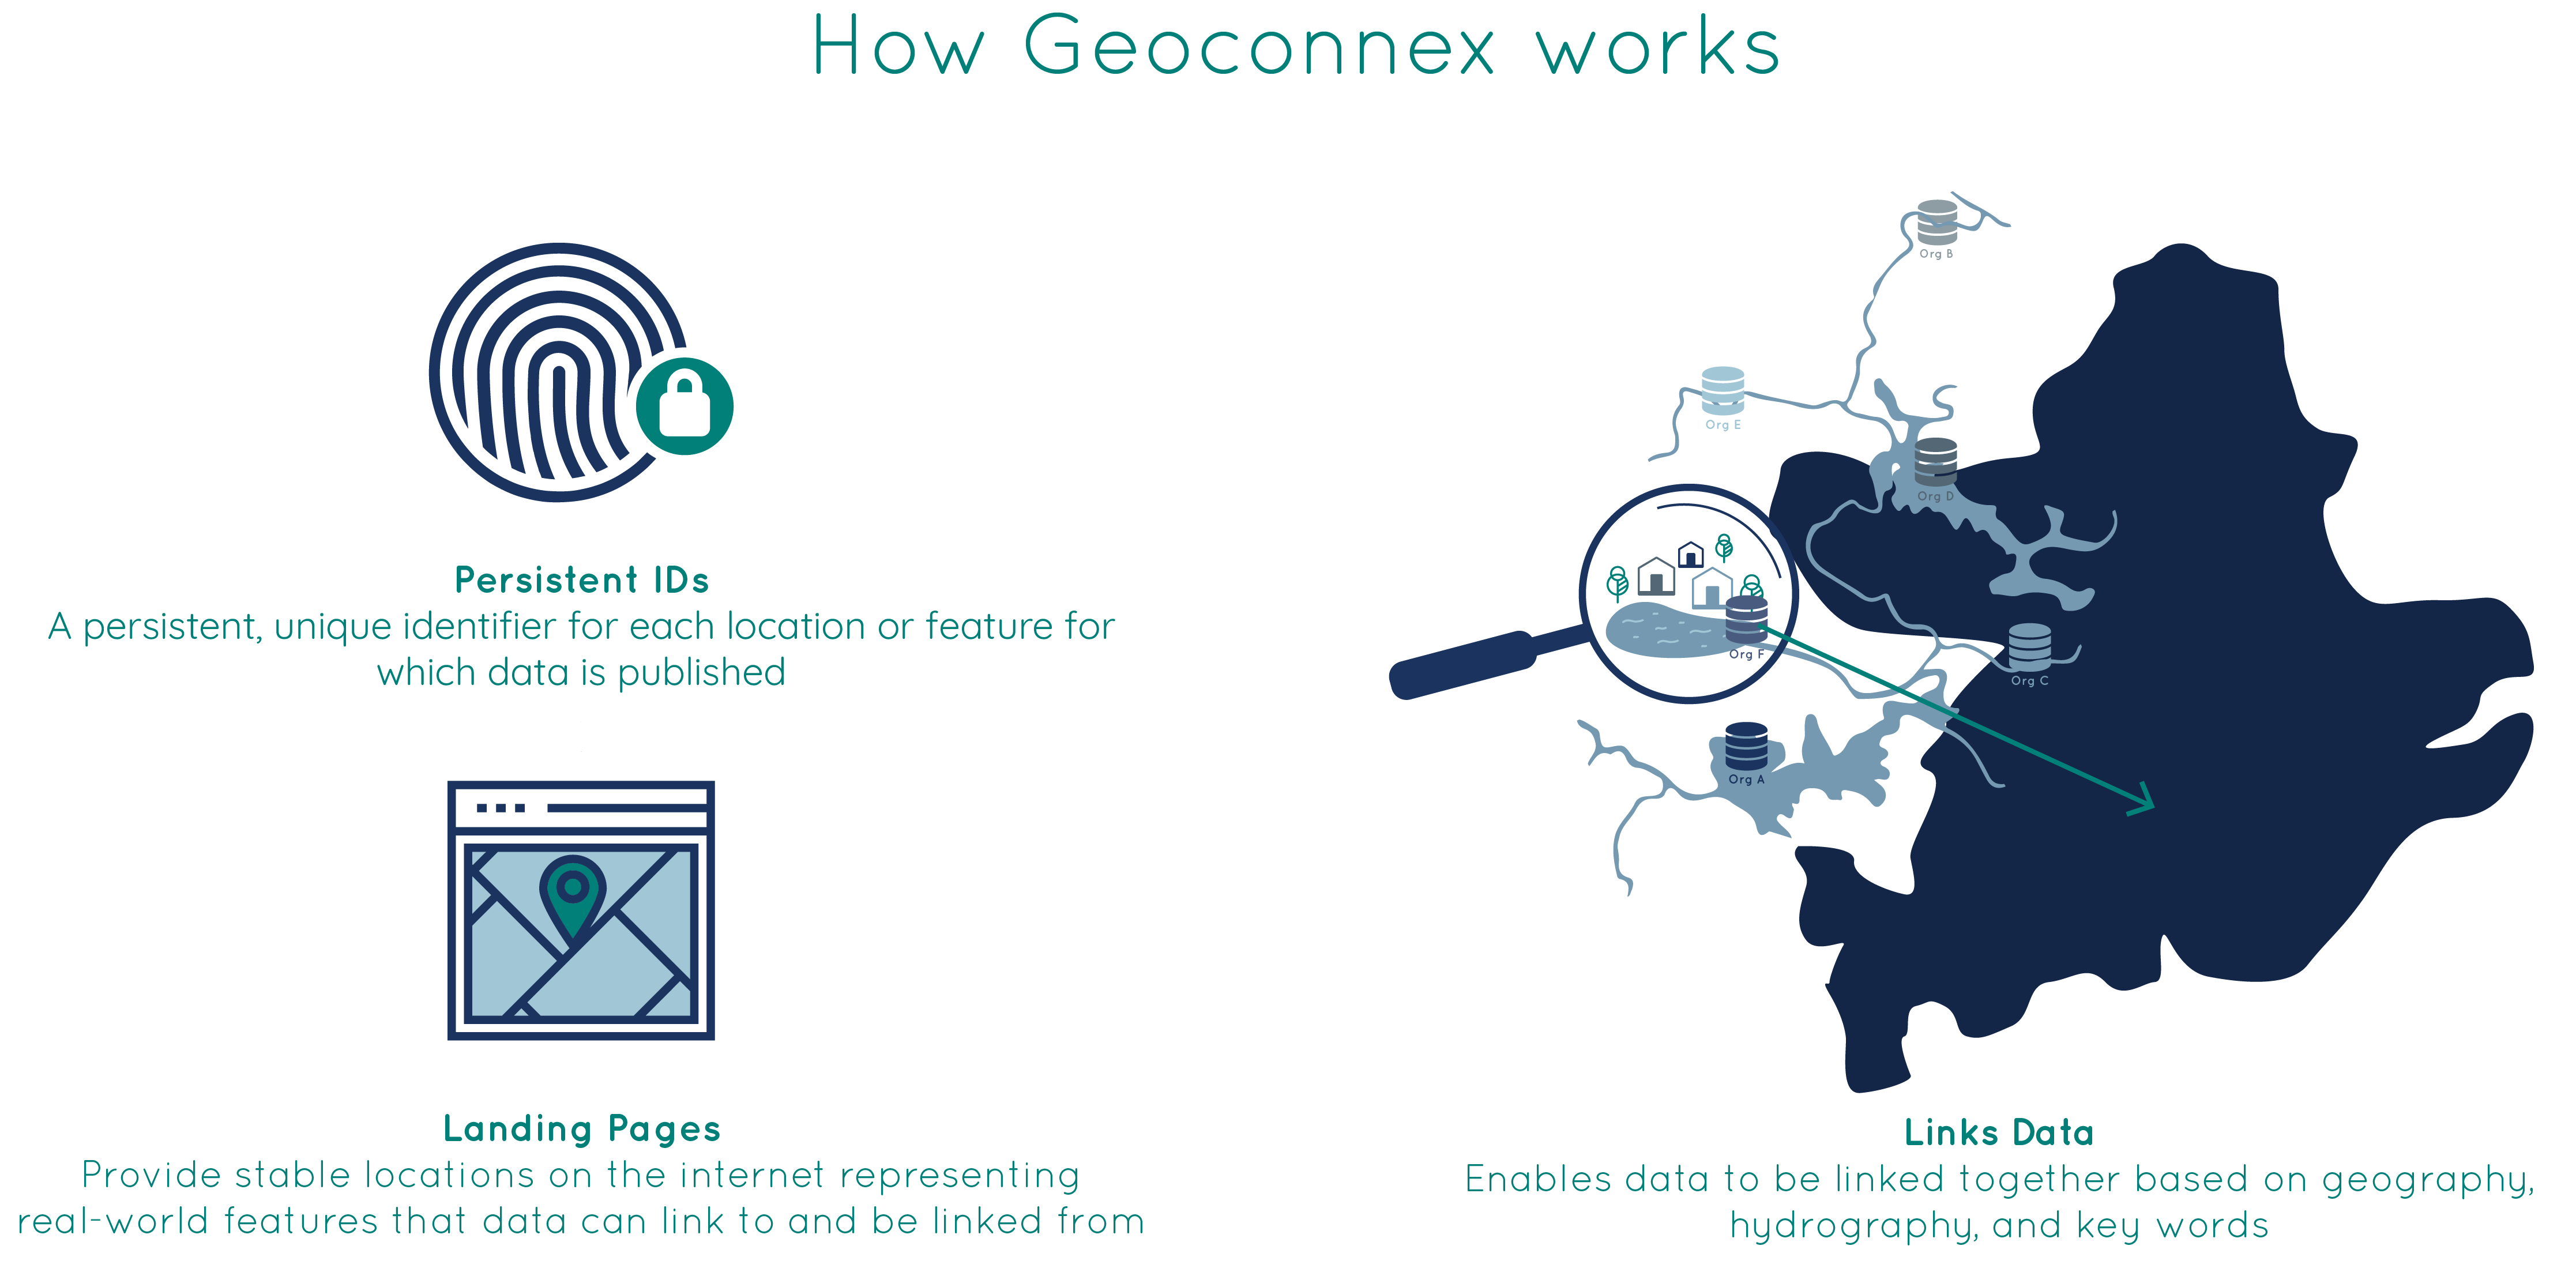 How Geoconnex works
Persistent IDs
A persistent, unique identifier for each location or feature for
which data is published
Landing Pages
Provide stable locations on the internet representing
real-world features that data can link to and be linked from
Org B
Org E
Org D
Org F
Org C
Org A
Links Data
Enables data to be linked together based on geography,
hydrography, and key words